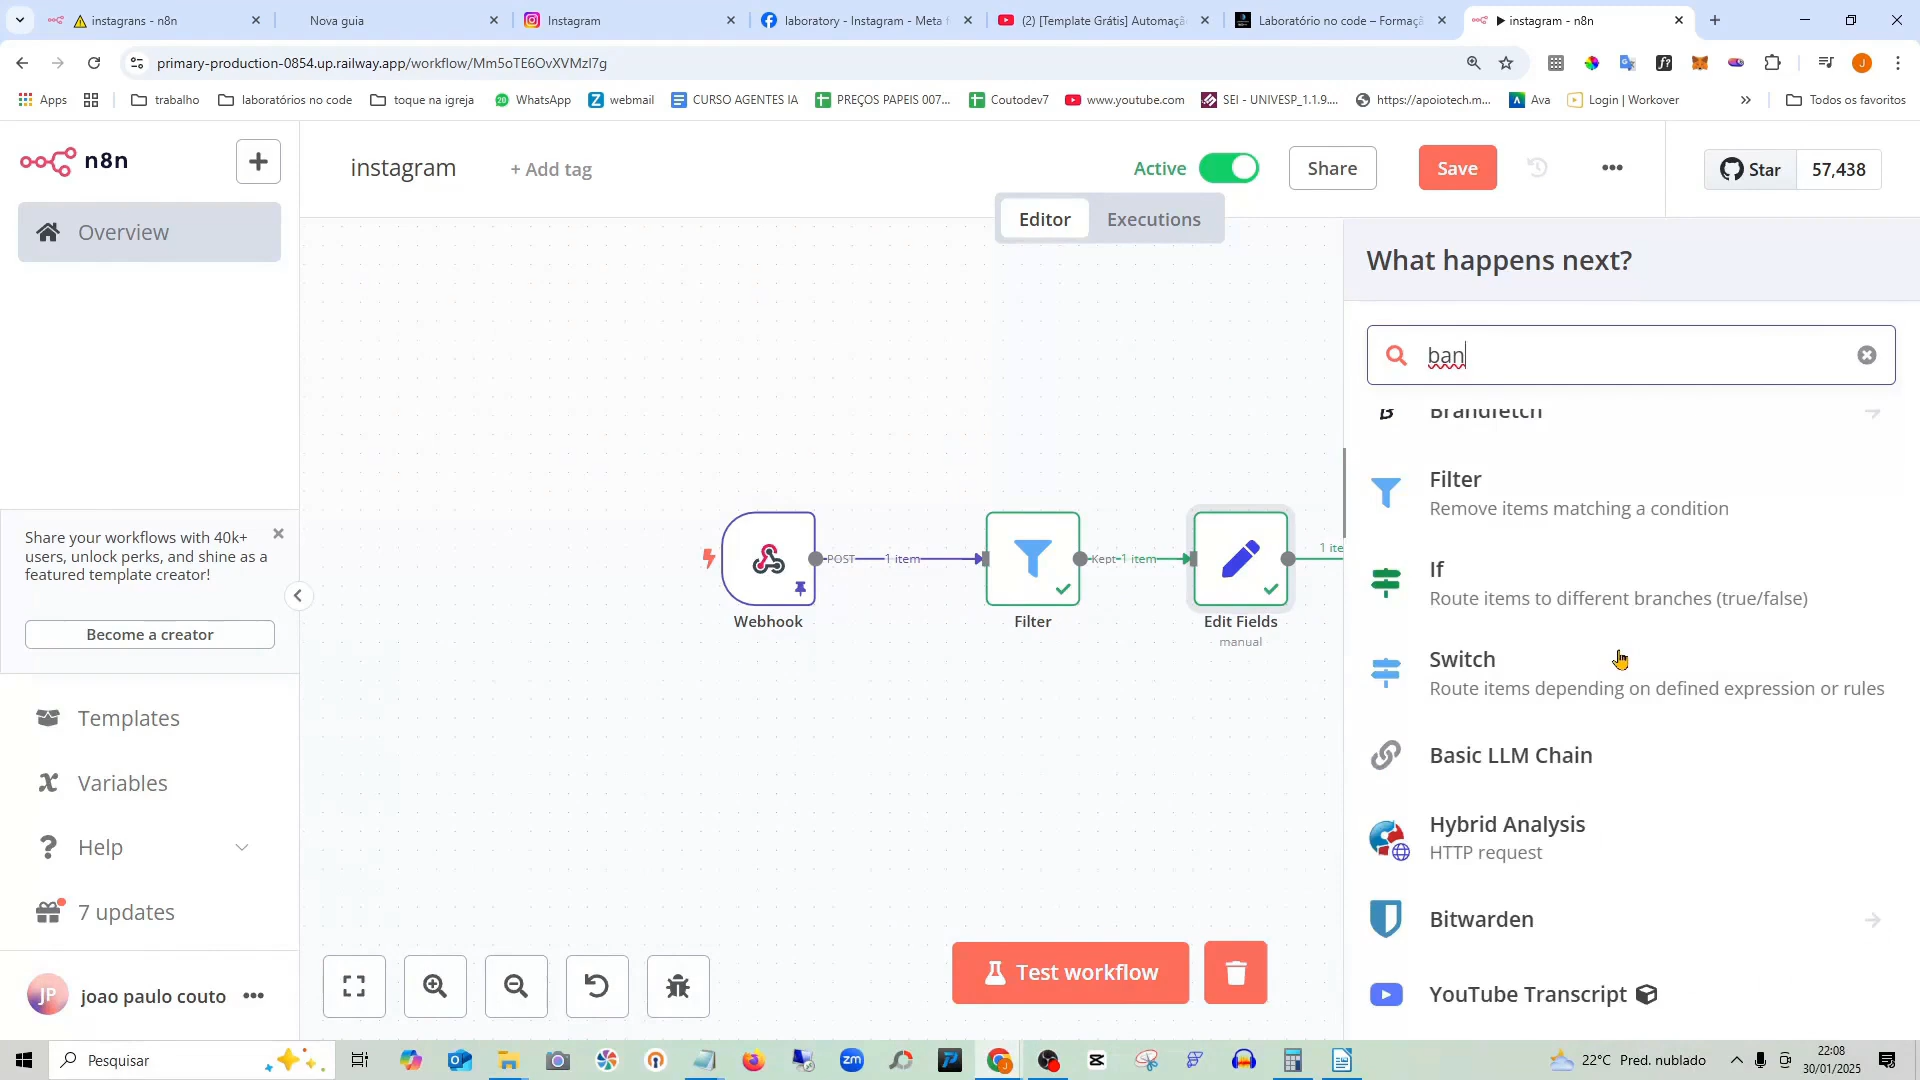 instagrans - n8n
Nova guia
Instagram
laboratory - Instagram - Meta f
(2) [Template Grátis] Automaçã
Laboratório no code – Formaçã
instagram - n8n
primary-production-0854.up.railway.app/workflow/Mm5oTE6OvXVMzI7g
Apps
trabalho
laboratórios no code
toque na igreja
WhatsApp
webmail
CURSO AGENTES IA
PREÇOS PAPEIS 007...
Coutodev7
www.youtube.com
SEI - UNIVESP_1.1.9....
https://apoiotech.m...
Ava
Login | Workover
»
Todos os favoritos
n8n
instagram
+ Add tag
Active
Share
Save
Star
57,438
Editor
Executions
Overview
What happens next?
ban
Brandfetch
Filter
Remove items matching a condition
If
Route items to different branches (true/false)
Switch
Route items depending on defined expression or rules
Basic LLM Chain
Hybrid Analysis
HTTP request
Bitwarden
YouTube Transcript
POST
1 item
Kept
1 item
1 ite
Webhook
Filter
Edit Fields
manual
Share your workflows with 40k+
users, unlock perks, and shine as a
featured template creator!
Become a creator
Templates
Variables
Help
7 updates
JP
joao paulo couto
Test workflow
Pesquisar
22°C Pred. nublado
22:08
30/01/2025